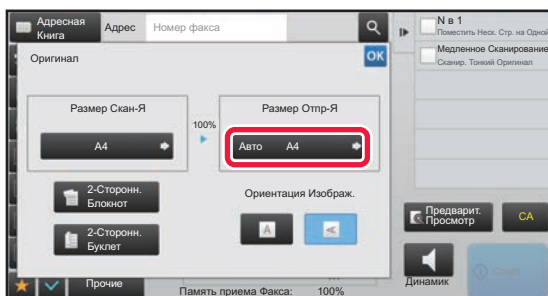 Адресная
Книга
Адрес
Номер факса
N в 1
Поместить Неск. Стр. на Одной
Медленное Сканирование
Сканир. Тонкий Оригинал
Оригинал
OK
Размер Скан-Я
100%
Размер Отпр-Я
A4
Авто A4
2-Сторонн.
Блокнот
Ориентация Изображ.
2-Сторонн.
Буклет
A
A
Предварит.
Просмотр
CA
Прочие
Память приема Факса: 100%
Динамик